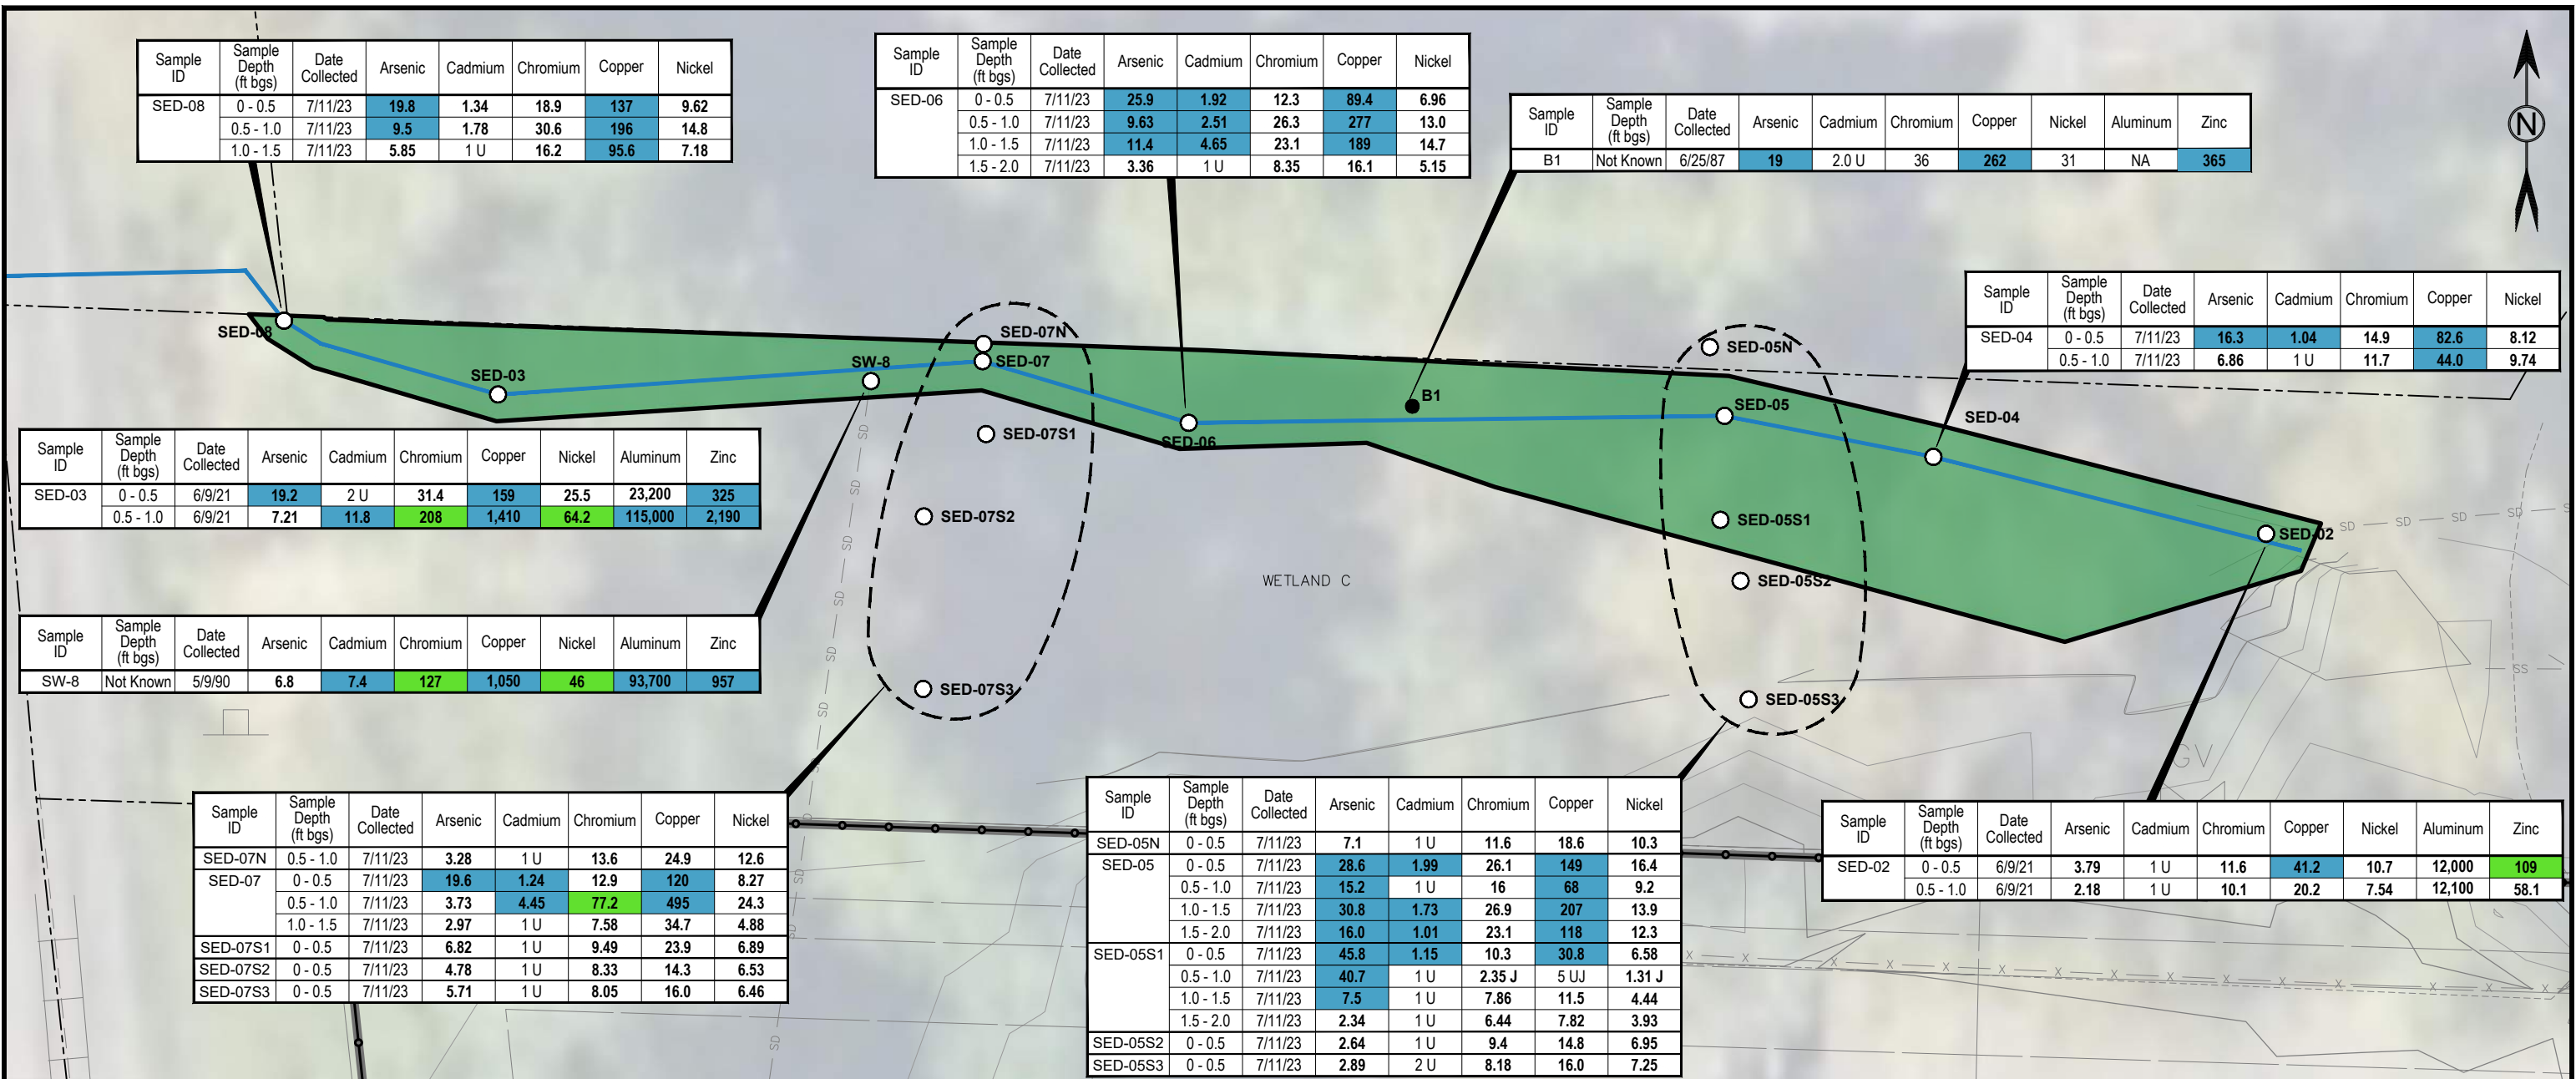 Sample ID Sample Depth (ft bgs) Date Collected Arsenic Cadmium Chromium Copper Nickel
SED-08 0 - 0.5 7/11/23 19.8 1.34 18.9 137 9.62
0.5 - 1.0 7/11/23 9.5 1.78 30.6 196 14.8
1.0 - 1.5 7/11/23 5.85 1 U 16.2 95.6 7.18
Sample ID Sample Depth (ft bgs) Date Collected Arsenic Cadmium Chromium Copper Nickel
SED-06 0 - 0.5 7/11/23 25.9 1.92 12.3 89.4 6.96
0.5 - 1.0 7/11/23 9.63 2.51 26.3 277 13.0
1.0 - 1.5 7/11/23 11.4 4.65 23.1 189 14.7
1.5 - 2.0 7/11/23 3.36 1 U 8.35 16.1 5.15
Sample ID Sample Depth (ft bgs) Date Collected Arsenic Cadmium Chromium Copper Nickel Aluminum Zinc
B1 Not Known 6/25/87 19 2.0 U 36 262 31 NA 365
N
Sample ID Sample Depth (ft bgs) Date Collected Arsenic Cadmium Chromium Copper Nickel
SED-04 0 - 0.5 7/11/23 16.3 1.04 14.9 82.6 8.12
0.5 - 1.0 7/11/23 6.86 1 U 11.7 44.0 9.74
SED-08
SED-03
SW-8
SED-07N
SED-07
SED-07S1
SED-07S2
SED-07S3
SED-06
B1
SED-05N
SED-05
SED-05S1
SED-05S2
SED-05S3
SED-04
SED-02
WETLAND C
SD
SD
SD
SD
SD
SD
SD
SD
SD
SD
SD
SD
SD
SS
GV
Sample ID Sample Depth (ft bgs) Date Collected Arsenic Cadmium Chromium Copper Nickel Aluminum Zinc
SED-03 0 - 0.5 6/9/21 19.2 2 U 31.4 159 25.5 23,200 325
0.5 - 1.0 6/9/21 7.21 11.8 208 1,410 64.2 115,000 2,190
Sample ID Sample Depth (ft bgs) Date Collected Arsenic Cadmium Chromium Copper Nickel Aluminum Zinc
SW-8 Not Known 5/9/90 6.8 7.4 127 1,050 46 93,700 957
Sample ID Sample Depth (ft bgs) Date Collected Arsenic Cadmium Chromium Copper Nickel
SED-07N 0.5 - 1.0 7/11/23 3.28 1 U 13.6 24.9 12.6
SED-07 0 - 0.5 7/11/23 19.6 1.24 12.9 120 8.27
0.5 - 1.0 7/11/23 3.73 4.45 77.2 495 24.3
1.0 - 1.5 7/11/23 2.97 1 U 7.58 34.7 4.88
SED-07S1 0 - 0.5 7/11/23 6.82 1 U 9.49 23.9 6.89
SED-07S2 0 - 0.5 7/11/23 4.78 1 U 8.33 14.3 6.53
SED-07S3 0 - 0.5 7/11/23 5.71 1 U 8.05 16.0 6.46
Sample ID Sample Depth (ft bgs) Date Collected Arsenic Cadmium Chromium Copper Nickel
SED-05N 0 - 0.5 7/11/23 7.1 1 U 11.6 18.6 10.3
SED-05 0 - 0.5 7/11/23 28.6 1.99 26.1 149 16.4
0.5 - 1.0 7/11/23 15.2 1 U 16 68 9.2
1.0 - 1.5 7/11/23 30.8 1.73 26.9 207 13.9
1.5 - 2.0 7/11/23 16.0 1.01 23.1 118 12.3
SED-05S1 0 - 0.5 7/11/23 45.8 1.15 10.3 30.8 6.58
0.5 - 1.0 7/11/23 40.7 1 U 2.35 J 5 UJ 1.31 J
1.0 - 1.5 7/11/23 7.5 1 U 7.86 11.5 4.44
1.5 - 2.0 7/11/23 2.34 1 U 6.44 7.82 3.93
SED-05S2 0 - 0.5 7/11/23 2.64 1 U 9.4 14.8 6.95
SED-05S3 0 - 0.5 7/11/23 2.89 2 U 8.18 16.0 7.25
Sample ID Sample Depth (ft bgs) Date Collected Arsenic Cadmium Chromium Copper Nickel Aluminum Zinc
SED-02 0 - 0.5 6/9/21 3.79 1 U 11.6 41.2 10.7 12,000 109
0.5 - 1.0 6/9/21 2.18 1 U 10.1 20.2 7.54 12,100 58.1